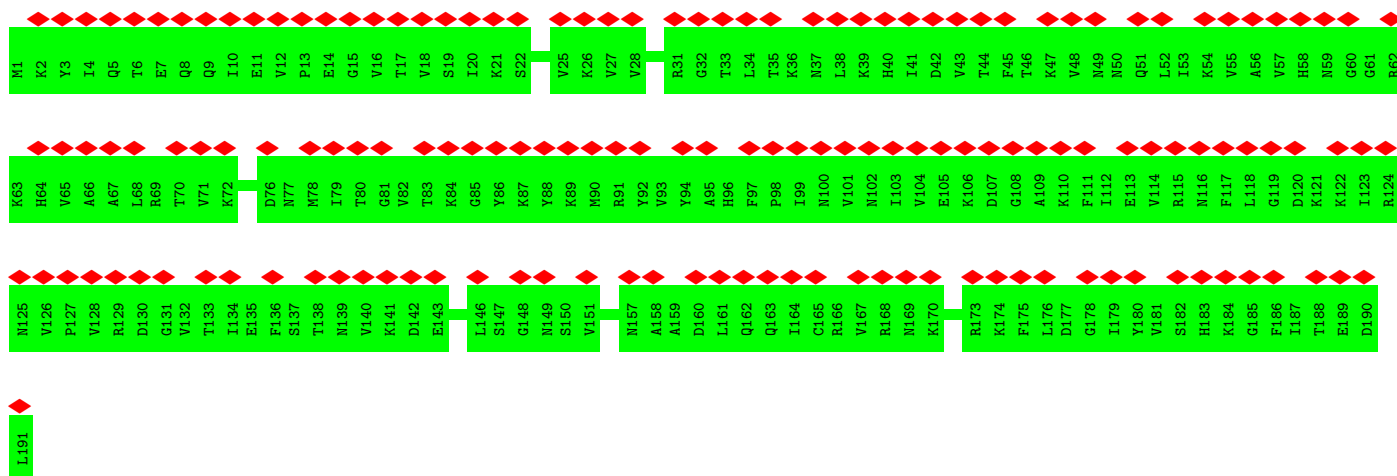 M1 K2 Y3 I4 Q5 T6 E7 Q8 Q9 I10 E11 V12 P13 E14 G15 V16 T17 V18 S19 I20 K21 S22 V25 K26 V27 V28 R31 G32 T33 L34 T35 K36 N37 L38 K39 H40 I41 D42 V43 T44 F45 T46 K47 V48 N49 N50 Q51 L52 I53 K54 V55 A56 V57 H58 N59 G60 G61 R62
K63 H64 V65 A66 A67 L68 R69 T70 V71 K72 D76 N77 M78 I79 T80 G81 V82 T83 K84 G85 Y86 K87 Y88 K89 M90 R91 Y92 V93 Y94 A95 H96 F97 P98 I99 N100 V101 N102 I103 V104 E105 K106 D107 G108 A109 K110 F111 I112 E113 V114 R115 N116 F117 L118 G119 D120 K121 K122 I123 R124
N125 V126 P127 V128 R129 D130 G131 V132 T133 I134 E135 F136 S137 T138 N139 V140 K141 D142 E143 L146 S147 G148 N149 S150 V151 N157 A158 A159 D160 L161 Q162 Q163 I164 C165 R166 V167 R168 N169 K170 R173 K174 F175 L176 D177 G178 I179 Y180 V181 S182 H183 K184 G185 F186 I187 T188 E189 D190
L191